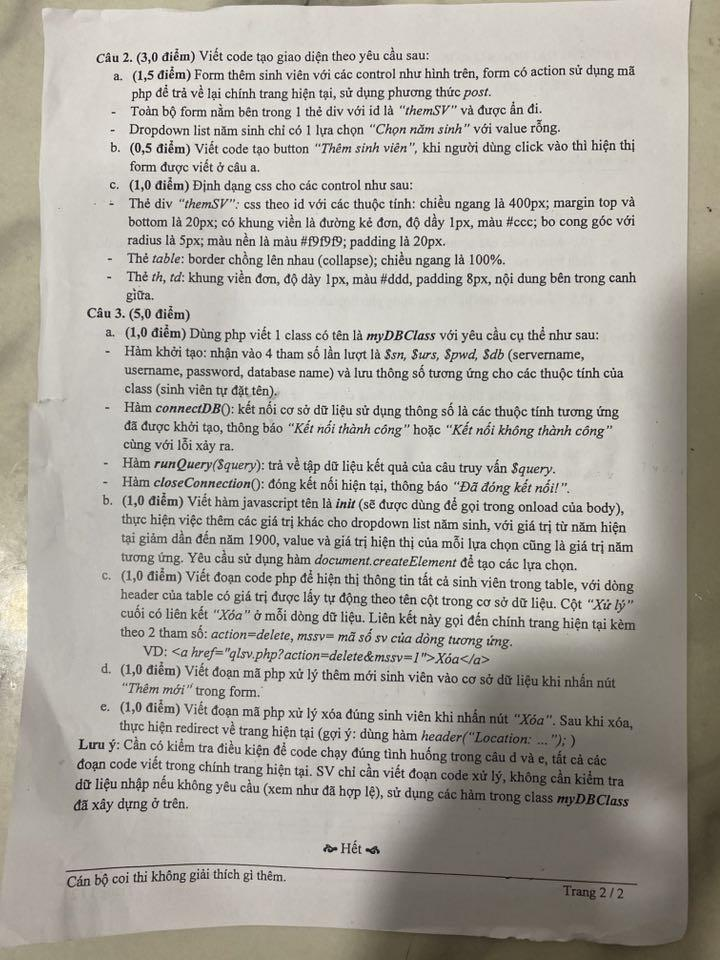 Câu 2. (3,0 điểm) Viết code tạo giao diện theo yêu cầu sau:
a. (1,5 điểm) Form thêm sinh viên với các control như hình trên, form có action sử dụng mã
php để trả về lại chính trang hiện tại, sử dụng phương thức post.
- Toàn bộ form nằm bên trong 1 thẻ div với id là "themSV" và được ẩn đi.
- Dropdown list năm sinh chỉ có 1 lựa chọn "Chọn năm sinh" với value rỗng.
b. (0,5 điểm) Viết code tạo button "Thêm sinh viên", khi người dùng click vào thì hiện thị
form được viết ở câu a.
c. (1,0 điểm) Định dạng css cho các control như sau:
- Thẻ div "themSV": css theo id với các thuộc tính: chiều ngang là 400px; margin top và
bottom là 20px; có khung viền là đường kẻ đơn, độ dầy 1px, màu #ccc; bo cong góc với
radius là 5px; màu nền là màu #f9f9f9; padding là 20px.
- Thẻ table: border chồng lên nhau (collapse); chiều ngang là 100%.
- Thẻ th, td: khung viền đơn, độ dày 1px, màu #ddd, padding 8px, nội dung bên trong canh
giữa.
Câu 3. (5,0 điểm)
a. (1,0 điểm) Dùng php viết 1 class có tên là myDBClass với yêu cầu cụ thể như sau:
- Hàm khởi tạo: nhận vào 4 tham số lần lượt là $sn, $urs, $pwd, $db (servername,
username, password, database name) và lưu thông số tương ứng cho các thuộc tính của
class (sinh viên tự đặt tên).
- Hàm connectDB(): kết nối cơ sở dữ liệu sử dụng thông số là các thuộc tính tương ứng
đã được khởi tạo, thông báo "Kết nối thành công" hoặc "Kết nối không thành công"
cùng với lỗi xảy ra.
- Hàm runQuery($query): trả về tập dữ liệu kết quả của câu truy vấn $query.
- Hàm closeConnection(): đóng kết nối hiện tại, thông báo "Đã đóng kết nối!".
b. (1,0 điểm) Viết hàm javascript tên là init (sẽ được dùng để gọi trong onload của body),
thực hiện việc thêm các giá trị khác cho dropdown list năm sinh, với giá trị từ năm hiện
tại giảm dần đến năm 1900, value và giá trị hiện thị của mỗi lựa chọn cũng là giá trị năm
tương ứng. Yêu cầu sử dụng hàm document.createElement để tạo các lựa chọn.
c. (1,0 điểm) Viết đoạn code php để hiện thị thông tin tất cả sinh viên trong table, với dòng
header của table có giá trị được lấy tự động theo tên cột trong cơ sở dữ liệu. Cột "Xử lý"
cuối có liên kết "Xóa" ở mỗi dòng dữ liệu. Liên kết này gọi đến chính trang hiện tại kèm
theo 2 tham số: action=delete, mssv= mã số sv của dòng tương ứng.
VD: <a href="qlsv.php?action=delete&mssv=1">Xóa</a>
d. (1,0 điểm) Viết đoạn mã php xử lý thêm mới sinh viên vào cơ sở dữ liệu khi nhấn nút
"Thêm mới" trong form.
e. (1,0 điểm) Viết đoạn mã php xử lý xóa đúng sinh viên khi nhấn nút "Xóa". Sau khi xóa,
thực hiện redirect về trang hiện tại (gợi ý: dùng hàm header("Location: ..."); )
Lưu ý: Cần có kiểm tra điều kiện để code chạy đúng tình huống trong câu d và e, tất cả các
đoạn code viết trong chính trang hiện tại. SV chỉ cần viết đoạn code xử lý, không cần kiểm tra
dữ liệu nhập nếu không yêu cầu (xem như đã hợp lệ), sử dụng các hàm trong class myDBClass
đã xây dựng ở trên.
Hết
Cán bộ coi thi không giải thích gì thêm.
Trang 2 / 2